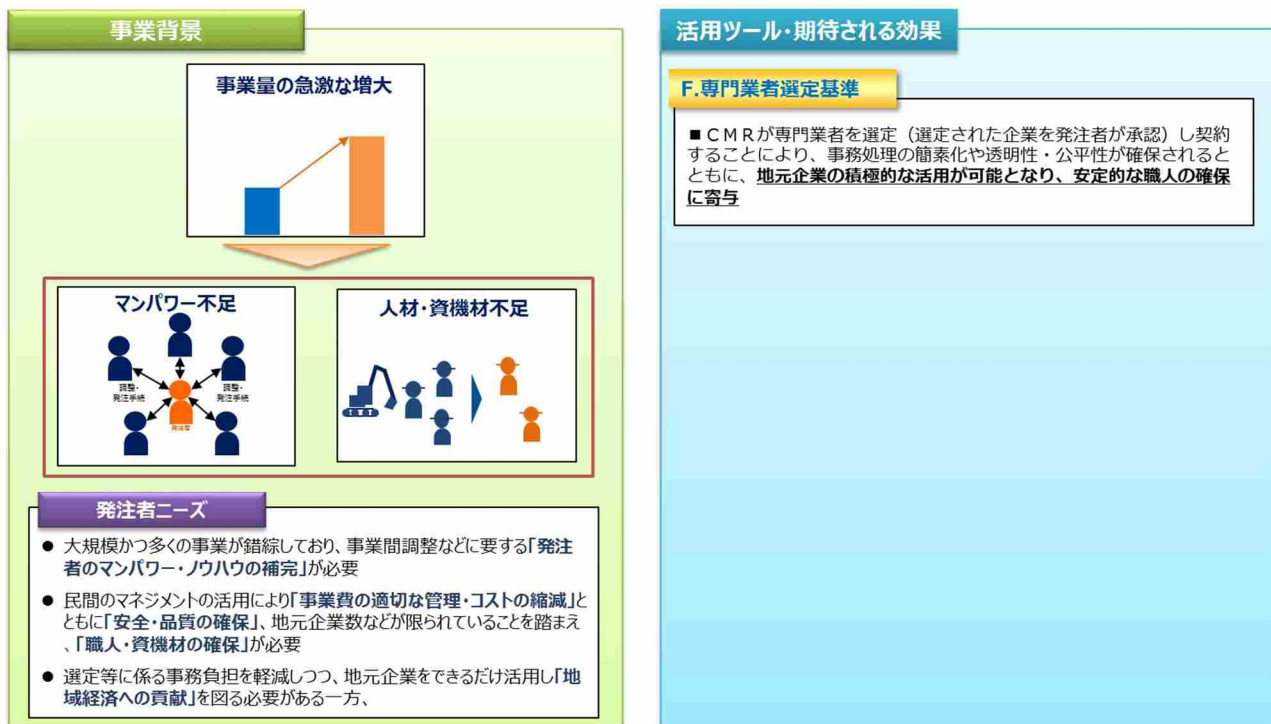 事業背景
事業量の急激な増大
マンパワー不足
調整・
発注手続
調整・
発注手続
発注者
人材・資機材不足
発注者ニーズ
● 大規模かつ多くの事業が錯綜しており、事業間調整などに要する「発注
者のマンパワー・ノウハウの補完」が必要
● 民間のマネジメントの活用により「事業費の適切な管理・コストの縮減」と
ともに「安全・品質の確保」、地元企業数などが限られていることを踏まえ
、「職人・資機材の確保」が必要
● 選定等に係る事務負担を軽減しつつ、地元企業をできるだけ活用し「地
域経済への貢献」を図る必要がある一方、
活用ツール・期待される効果
F.専門業者選定基準
■ＣＭＲが専門業者を選定（選定された企業を発注者が承認）し契約
することにより、事務処理の簡素化や透明性・公平性が確保されると
ともに、地元企業の積極的な活用が可能となり、安定的な職人の確保
に寄与